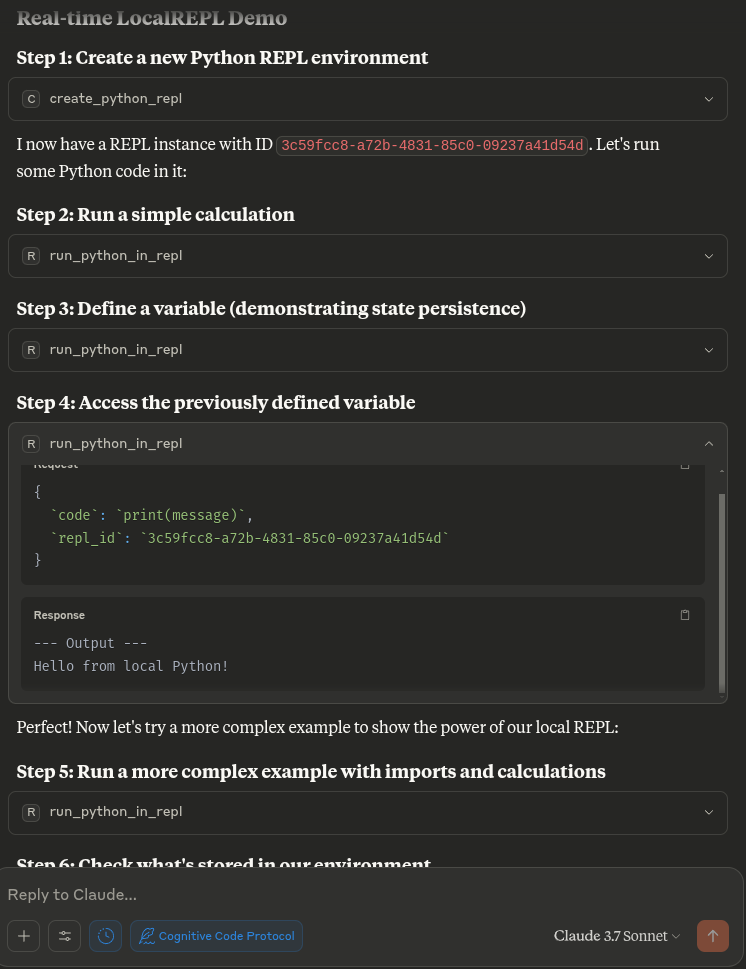 Real-time LocalREPL Demo
Step 1: Create a new Python REPL environment
C create_python_repl
I now have a REPL instance with ID 3c59fcc8-a72b-4831-85c0-09237a41d54d. Let's run
some Python code in it:
Step 2: Run a simple calculation
R run_python_in_repl
Step 3: Define a variable (demonstrating state persistence)
R run_python_in_repl
Step 4: Access the previously defined variable
R run_python_in_repl
Request
{
`code`: `print(message)`,
`repl_id`: `3c59fcc8-a72b-4831-85c0-09237a41d54d`
}
Response
--- Output ---
Hello from local Python!
Perfect! Now let's try a more complex example to show the power of our local REPL:
Step 5: Run a more complex example with imports and calculations
R run_python_in_repl
Step 6: Check what's stored in our environment
Reply to Claude...
Cognitive Code Protocol
Claude 3.7 Sonnet